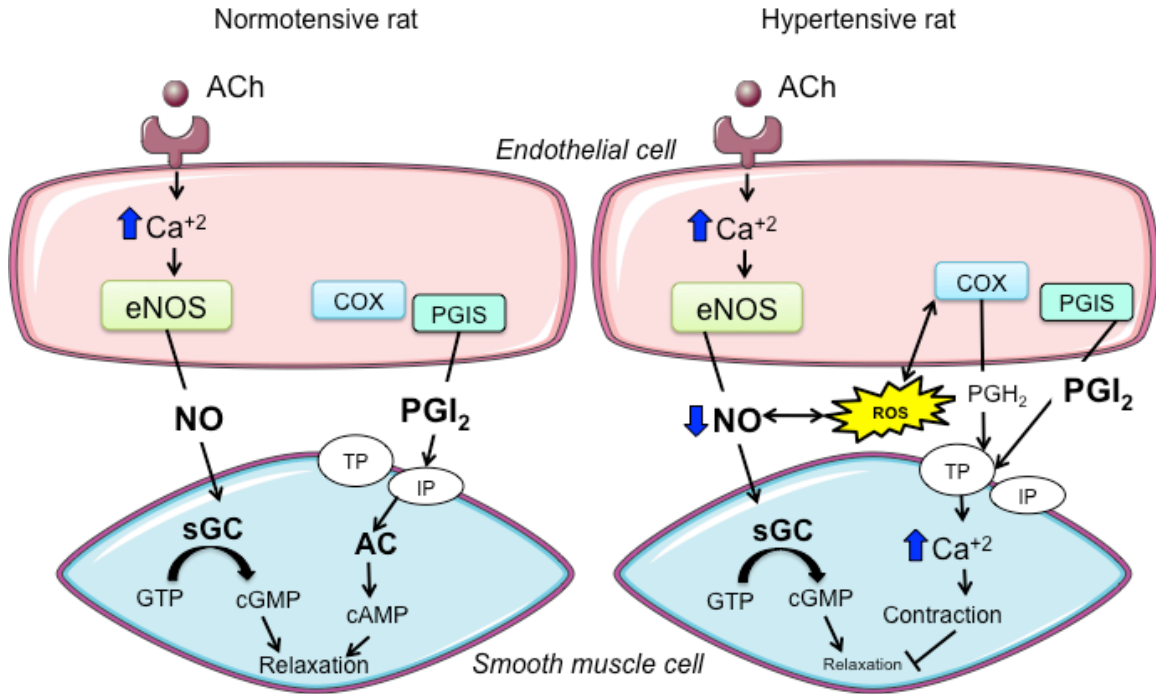 Normotensive rat
Hypertensive rat
ACh
ACh
Endothelial cell
Ca⁺²
eNOS
COX
PGIS
NO
PGI₂
TP
IP
sGC
AC
GTP
cGMP
cAMP
Relaxation
Ca⁺²
eNOS
COX
PGIS
NO
ROS
PGH₂
PGI₂
TP
IP
sGC
Ca⁺²
GTP
cGMP
Contraction
Relaxation
Smooth muscle cell